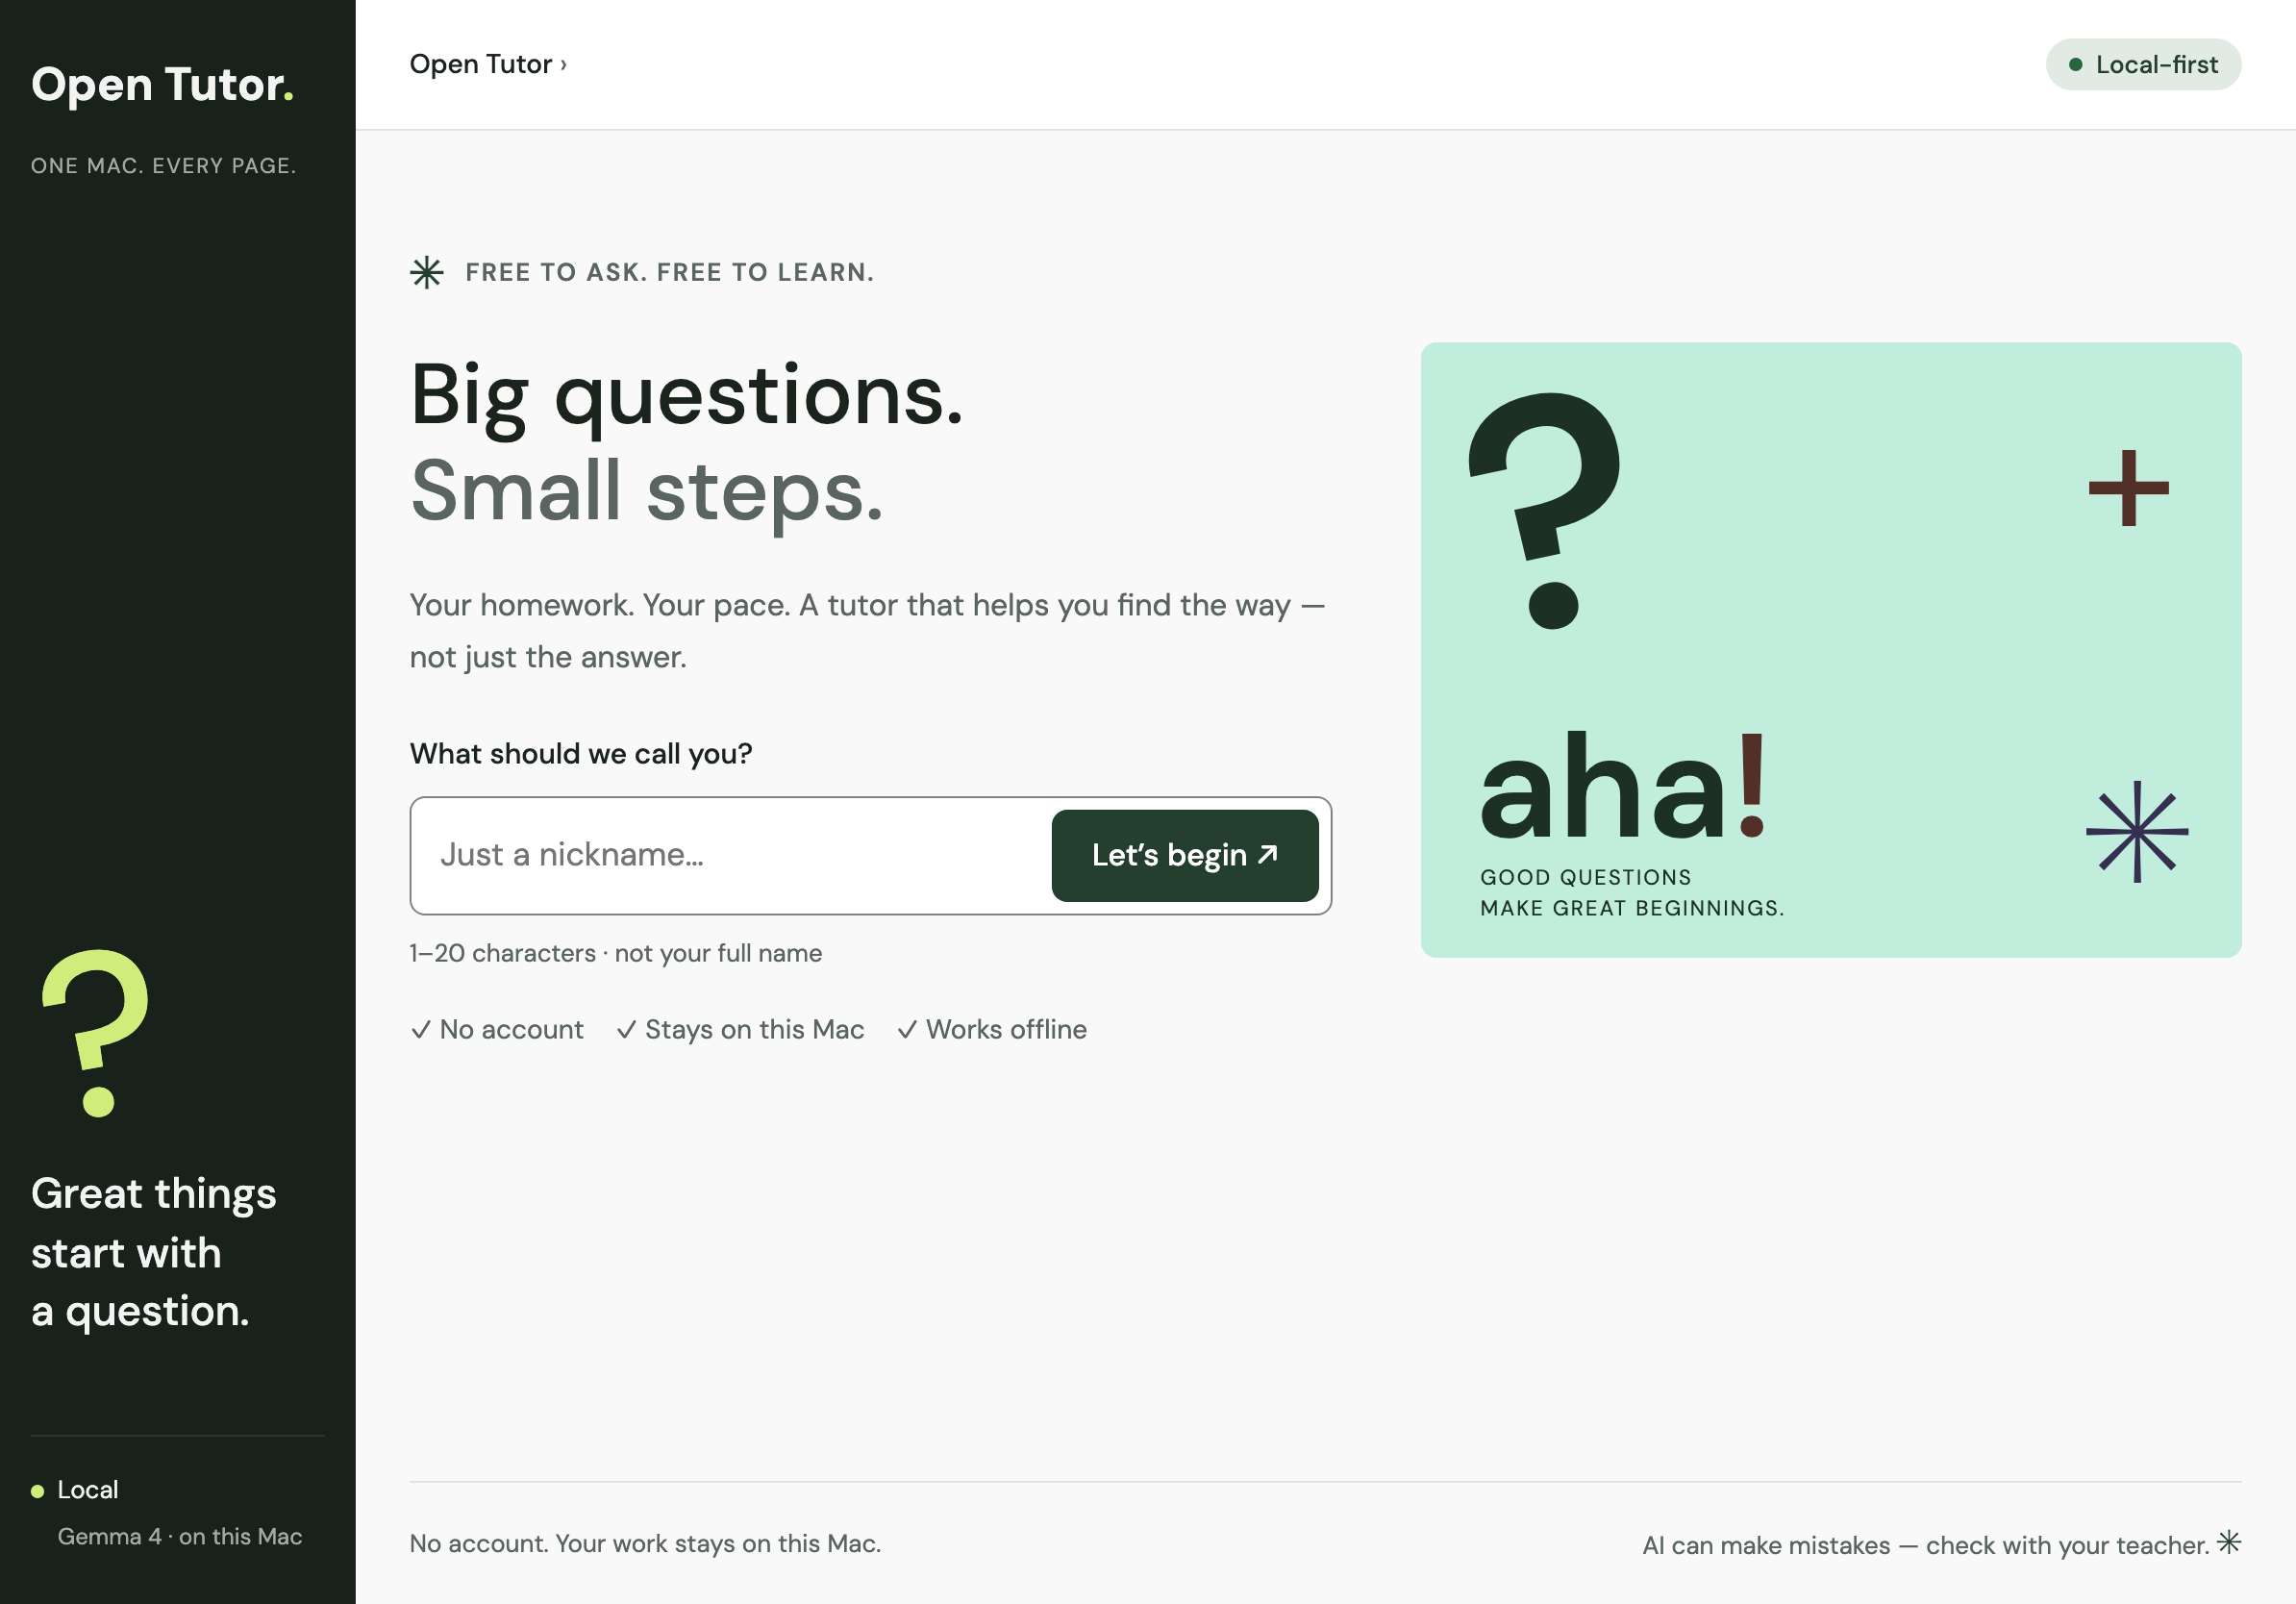 Open Tutor.
ONE MAC. EVERY PAGE.
?
Great things
start with
a question.
Local
Gemma 4 · on this Mac
Open Tutor ›
Local-first
FREE TO ASK. FREE TO LEARN.
Big questions.
Small steps.
Your homework. Your pace. A tutor that helps you find the way —
not just the answer.
What should we call you?
Just a nickname…
Let’s begin ↗
1–20 characters · not your full name
✓ No account ✓ Stays on this Mac ✓ Works offline
?
+
aha!
GOOD QUESTIONS
MAKE GREAT BEGINNINGS.
No account. Your work stays on this Mac.
AI can make mistakes — check with your teacher.